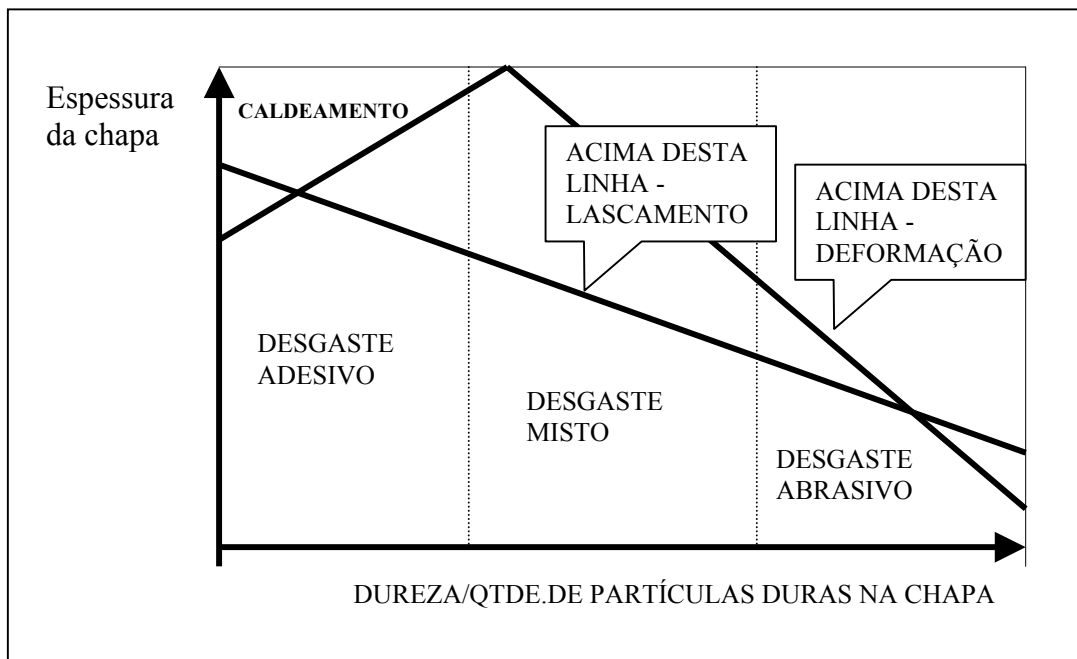 Espessura
da chapa
CALDEAMENTO
ACIMA DESTA
LINHA -
LASCAMENTO
ACIMA DESTA
LINHA -
DEFORMAÇÃO
DESGASTE
ADESIVO
DESGASTE
MISTO
DESGASTE
ABRASIVO
DUREZA/QTDE.DE PARTÍCULAS DURAS NA CHAPA